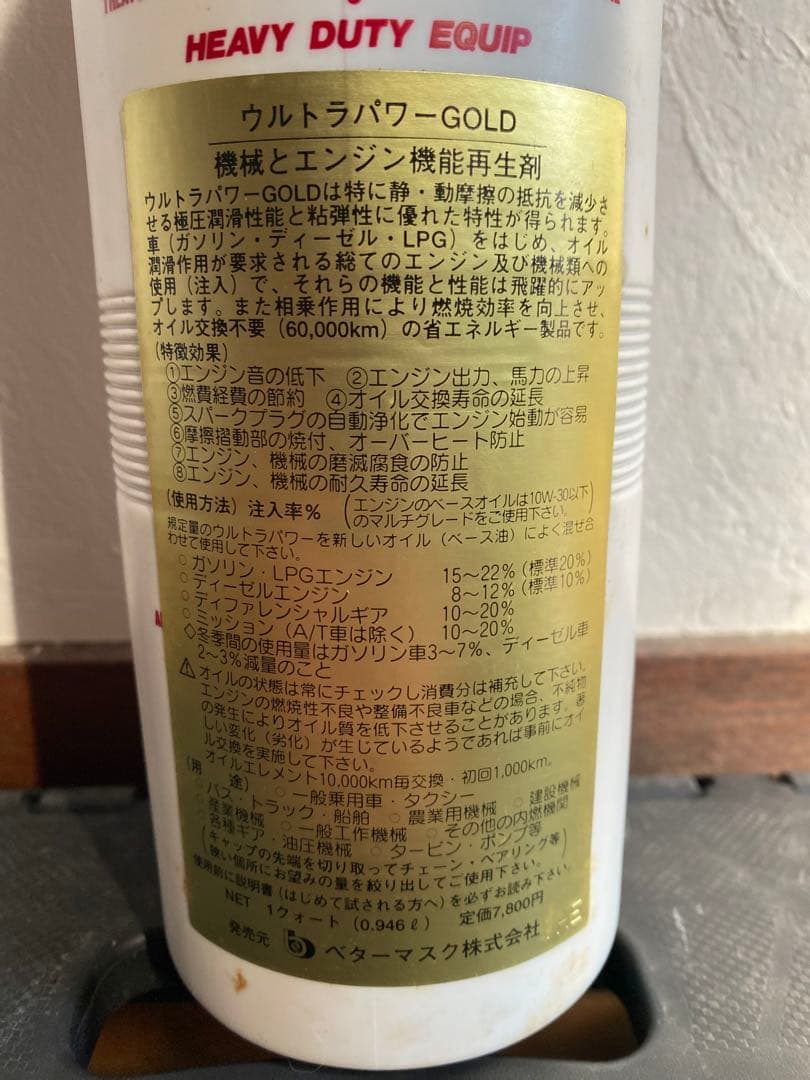 HEAVY DUTY EQUIP
ウルトラパワーGOLD
機械とエンジン機能再生剤
ウルトラパワーGOLDは特に静・動摩擦の抵抗を減少さ
せる極圧潤滑性能と粘弾性に優れた特性が得られます。
車(ガソリン・ディーゼル・LPG)をはじめ、オイル
潤滑作用が要求される総てのエンジン及び機械類への
使用(注入)で、それらの機能と性能は飛躍的にアッ
プします。また相乗作用により燃焼効率を向上させ、
オイル交換不要(60,000km)の省エネルギー製品です。
(特徴効果)
①エンジン音の低下 ②エンジン出力、馬力の上昇
③燃費経費の節約 ④オイル交換寿命の延長
⑤スパークプラグの自動浄化でエンジン始動が容易
⑥摩擦摺動部の焼付、オーバーヒート防止
⑦エンジン、機械の磨滅腐食の防止
⑧エンジン、機械の耐久寿命の延長
(使用方法)注入率% (エンジンのベースオイルは10W-30以下
のマルチグレードをご使用下さい。)
規定量のウルトラパワーを新しいオイル(ベース油)によく混ぜ合
わせて使用して下さい。
○ガソリン・LPGエンジン 15〜22%(標準20%)
○ディーゼルエンジン 8〜12%(標準10%)
○ディファレンシャルギア 10〜20%
○ミッション(A/T車は除く) 10〜20%
◇冬季間の使用量はガソリン車3〜7%、ディーゼル車
2〜3%減量のこと
⚠オイルの状態は常にチェックし消費分は補充して下さい。
エンジンの燃焼性不良や整備不良車などの場合、不純物
の発生によりオイル質を低下させることがあります。著
しい変化(劣化)が生じているようであれば事前にオイ
ル交換を実施して下さい。
オイルエレメント10,000km毎交換・初回1,000km。
(用途) ○一般乗用車・タクシー
○バス・トラック・船舶 ○農業用機械 ○建設機械
○産業機械 ○一般工作機械 ○その他の内燃機関
○各種ギア・油圧機械 ○タービン・ポンプ等
(キャップの先端を切り取ってチェーン・ベアリング等
狭い個所にお望みの量を絞り出してご使用下さい。)
使用前に説明書(はじめて試される方へ)を必ずお読み下さい。
NET 1クォート(0.946ℓ) 定価7,800円
発売元 ベターマスク株式会社